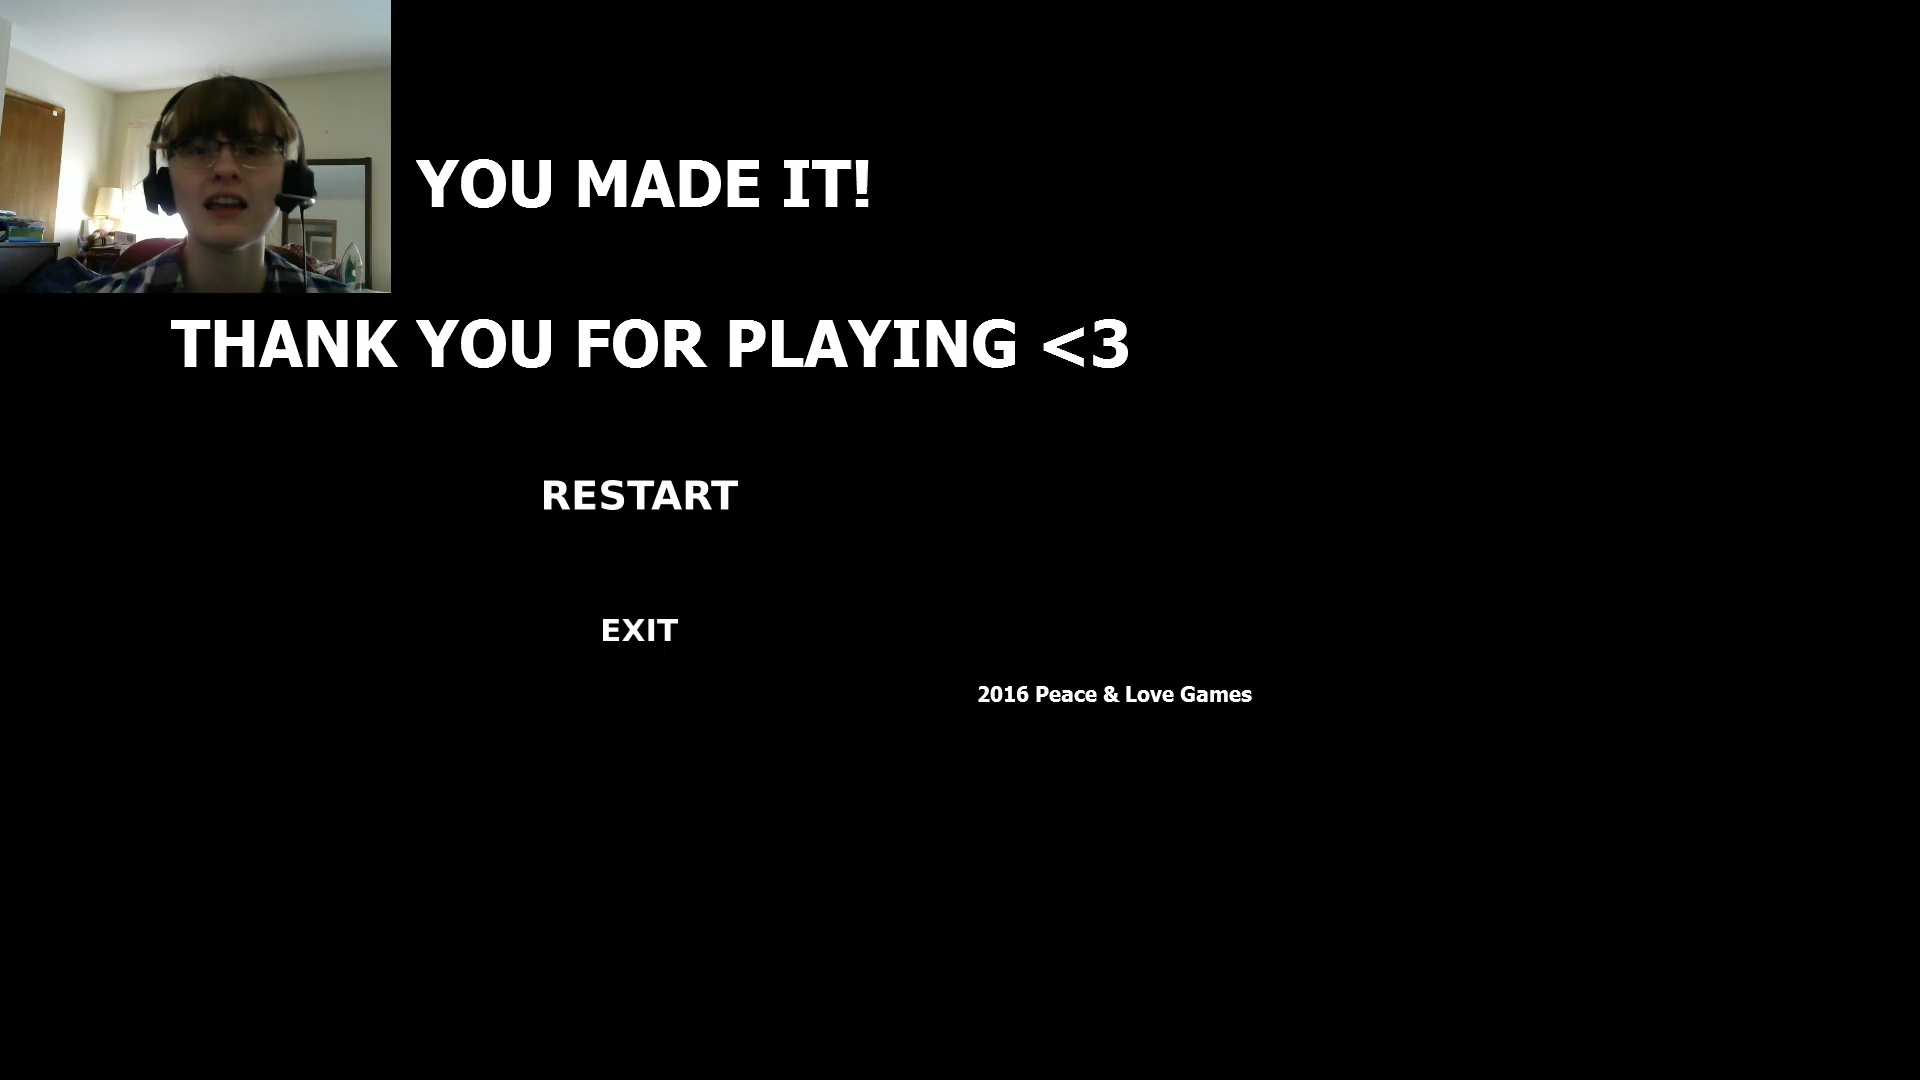 YOU MADE IT!
THANK YOU FOR PLAYING <3
RESTART
EXIT
2016 Peace & Love Games